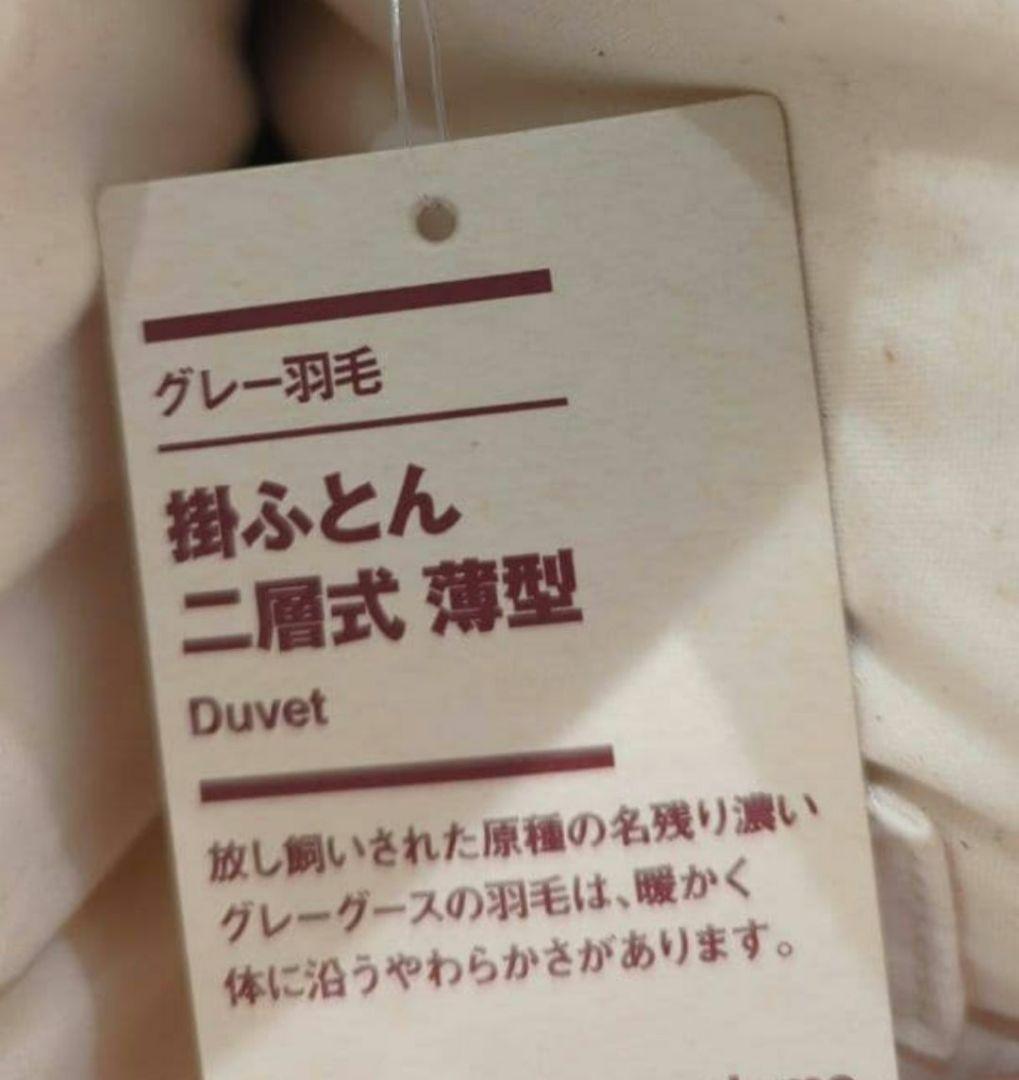 グレー羽毛
掛ふとん
二層式 薄型
Duvet
放し飼いされた原種の名残り濃い
グレーグースの羽毛は、暖かく
体に沿うやわらかさがあります。